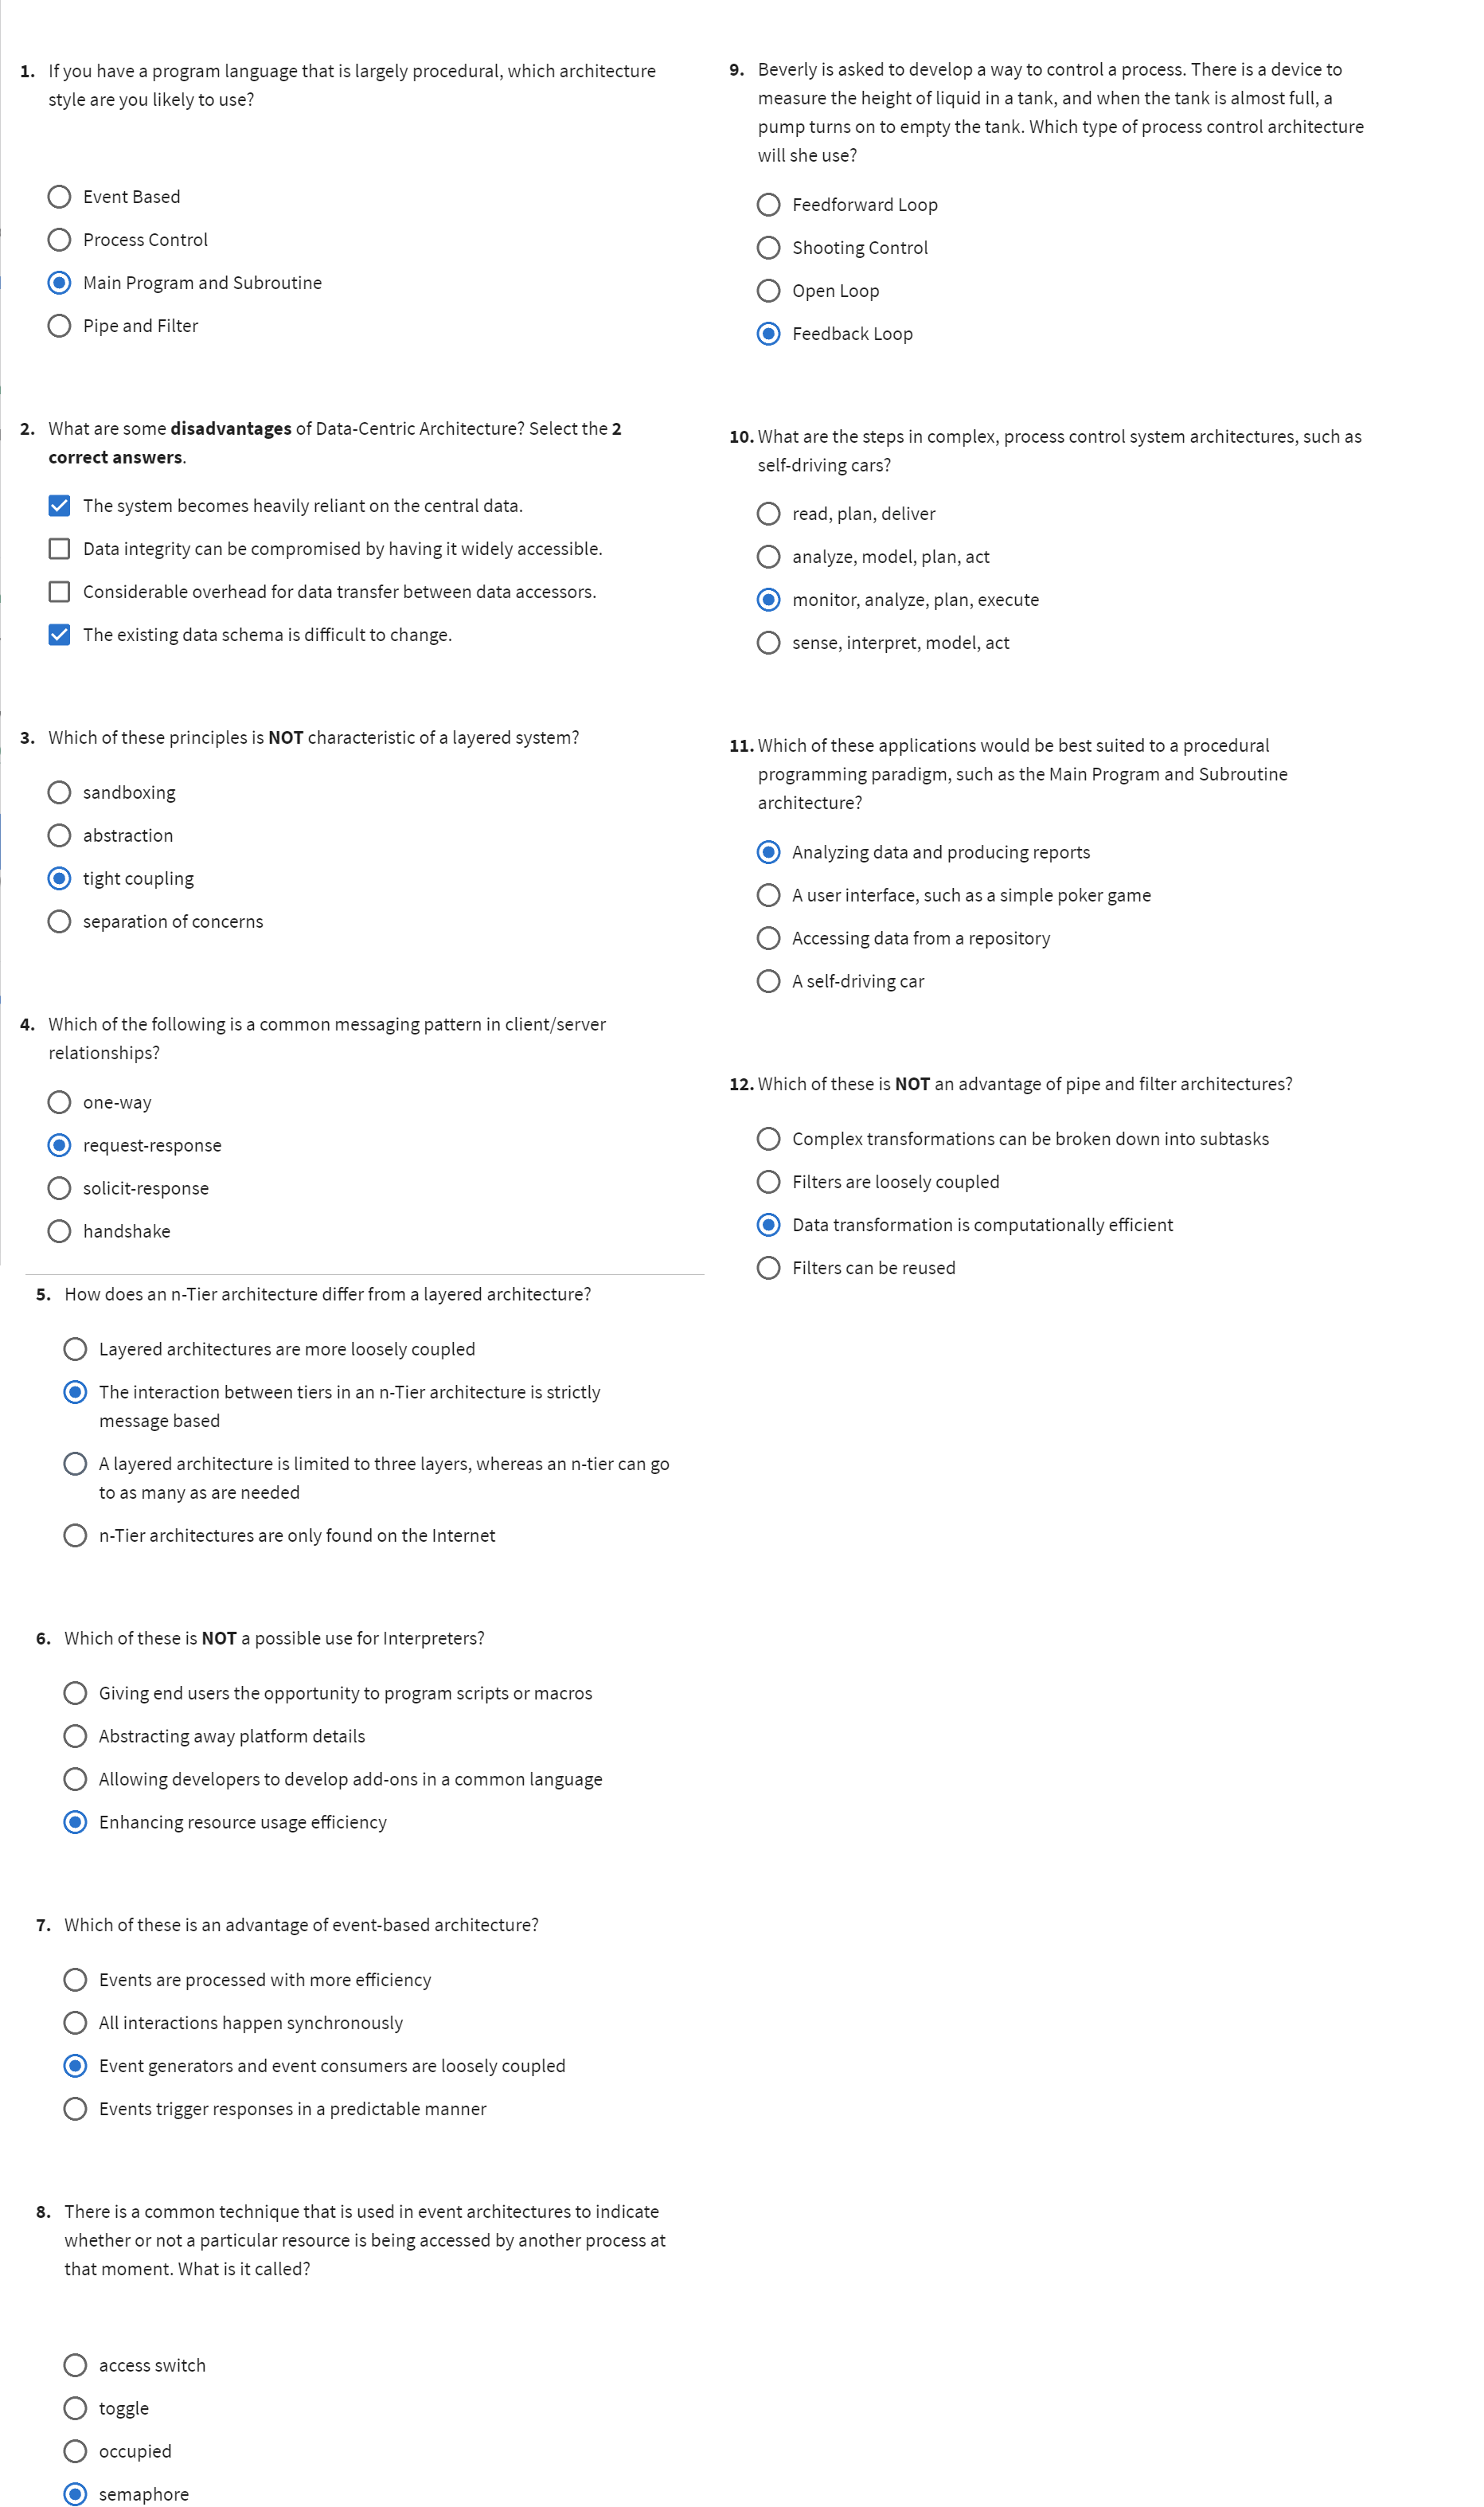 1. If you have a program language that is largely procedural, which architecture
style are you likely to use?
Event Based
Process Control
Main Program and Subroutine
Pipe and Filter
2. What are some disadvantages of Data-Centric Architecture? Select the 2
correct answers.
The system becomes heavily reliant on the central data.
Data integrity can be compromised by having it widely accessible.
Considerable overhead for data transfer between data accessors.
The existing data schema is difficult to change.
3. Which of these principles is NOT characteristic of a layered system?
sandboxing
abstraction
tight coupling
separation of concerns
4. Which of the following is a common messaging pattern in client/server
relationships?
one-way
request-response
solicit-response
handshake
5. How does an n-Tier architecture differ from a layered architecture?
Layered architectures are more loosely coupled
The interaction between tiers in an n-Tier architecture is strictly
message based
A layered architecture is limited to three layers, whereas an n-tier can go
to as many as are needed
n-Tier architectures are only found on the Internet
6. Which of these is NOT a possible use for Interpreters?
Giving end users the opportunity to program scripts or macros
Abstracting away platform details
Allowing developers to develop add-ons in a common language
Enhancing resource usage efficiency
7. Which of these is an advantage of event-based architecture?
Events are processed with more efficiency
All interactions happen synchronously
Event generators and event consumers are loosely coupled
Events trigger responses in a predictable manner
8. There is a common technique that is used in event architectures to indicate
whether or not a particular resource is being accessed by another process at
that moment. What is it called?
access switch
toggle
occupied
semaphore
9. Beverly is asked to develop a way to control a process. There is a device to
measure the height of liquid in a tank, and when the tank is almost full, a
pump turns on to empty the tank. Which type of process control architecture
will she use?
Feedforward Loop
Shooting Control
Open Loop
Feedback Loop
10. What are the steps in complex, process control system architectures, such as
self-driving cars?
read, plan, deliver
analyze, model, plan, act
monitor, analyze, plan, execute
sense, interpret, model, act
11. Which of these applications would be best suited to a procedural
programming paradigm, such as the Main Program and Subroutine
architecture?
Analyzing data and producing reports
A user interface, such as a simple poker game
Accessing data from a repository
A self-driving car
12. Which of these is NOT an advantage of pipe and filter architectures?
Complex transformations can be broken down into subtasks
Filters are loosely coupled
Data transformation is computationally efficient
Filters can be reused